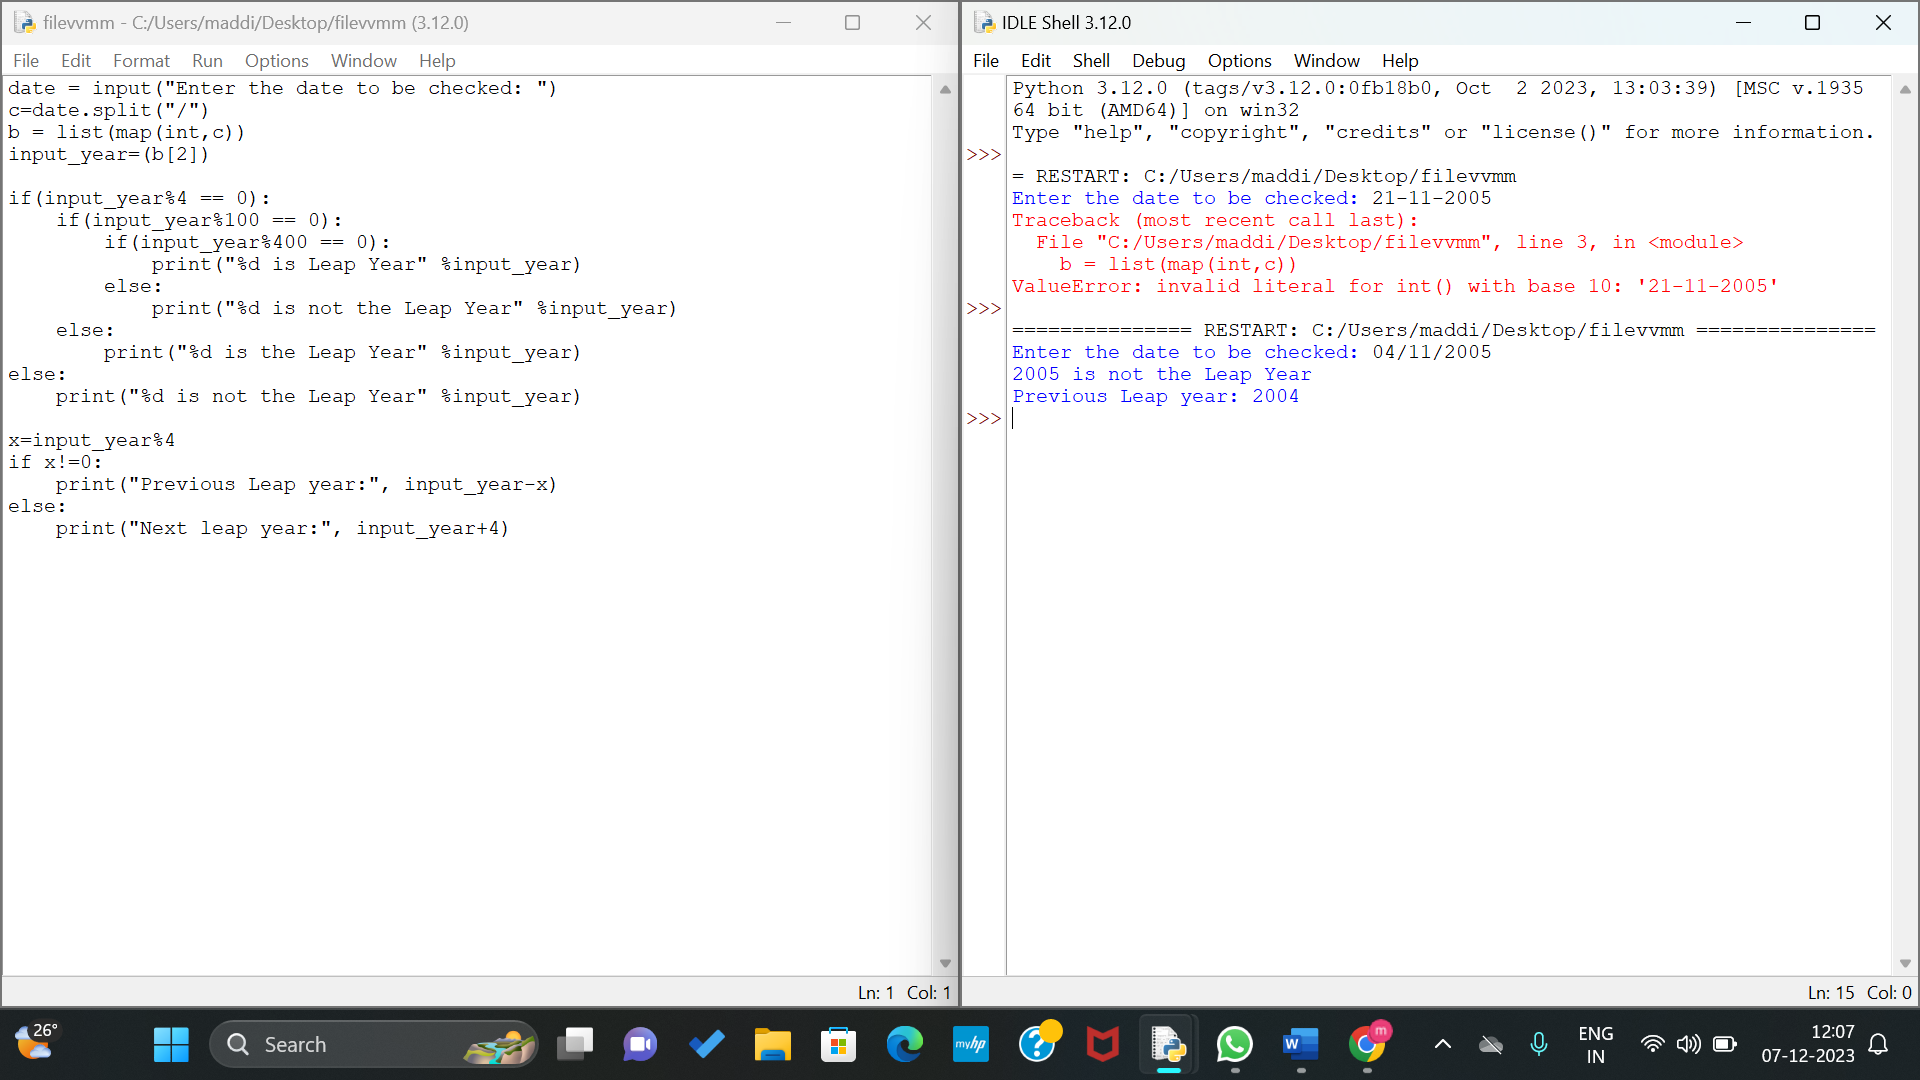 filevvmm - C:/Users/maddi/Desktop/filevvmm (3.12.0)
File Edit Format Run Options Window Help
date = input("Enter the date to be checked: ")
c=date.split("/")
b = list(map(int,c))
input_year=(b[2])
if(input_year%4 == 0):
    if(input_year%100 == 0):
        if(input_year%400 == 0):
            print("%d is Leap Year" %input_year)
        else:
            print("%d is not the Leap Year" %input_year)
    else:
        print("%d is the Leap Year" %input_year)
else:
    print("%d is not the Leap Year" %input_year)
x=input_year%4
if x!=0:
    print("Previous Leap year:", input_year-x)
else:
    print("Next leap year:", input_year+4)
Ln: 1 Col: 1
IDLE Shell 3.12.0
File Edit Shell Debug Options Window Help
Python 3.12.0 (tags/v3.12.0:0fb18b0, Oct  2 2023, 13:03:39) [MSC v.1935
64 bit (AMD64)] on win32
Type "help", "copyright", "credits" or "license()" for more information.
>>>
= RESTART: C:/Users/maddi/Desktop/filevvmm
Enter the date to be checked: 21-11-2005
Traceback (most recent call last):
  File "C:/Users/maddi/Desktop/filevvmm", line 3, in <module>
    b = list(map(int,c))
ValueError: invalid literal for int() with base 10: '21-11-2005'
>>>
=============== RESTART: C:/Users/maddi/Desktop/filevvmm ===============
Enter the date to be checked: 04/11/2005
2005 is not the Leap Year
Previous Leap year: 2004
>>>
Ln: 15 Col: 0
26°
Search
myhp
?
W
m
ENG
IN
12:07
07-12-2023